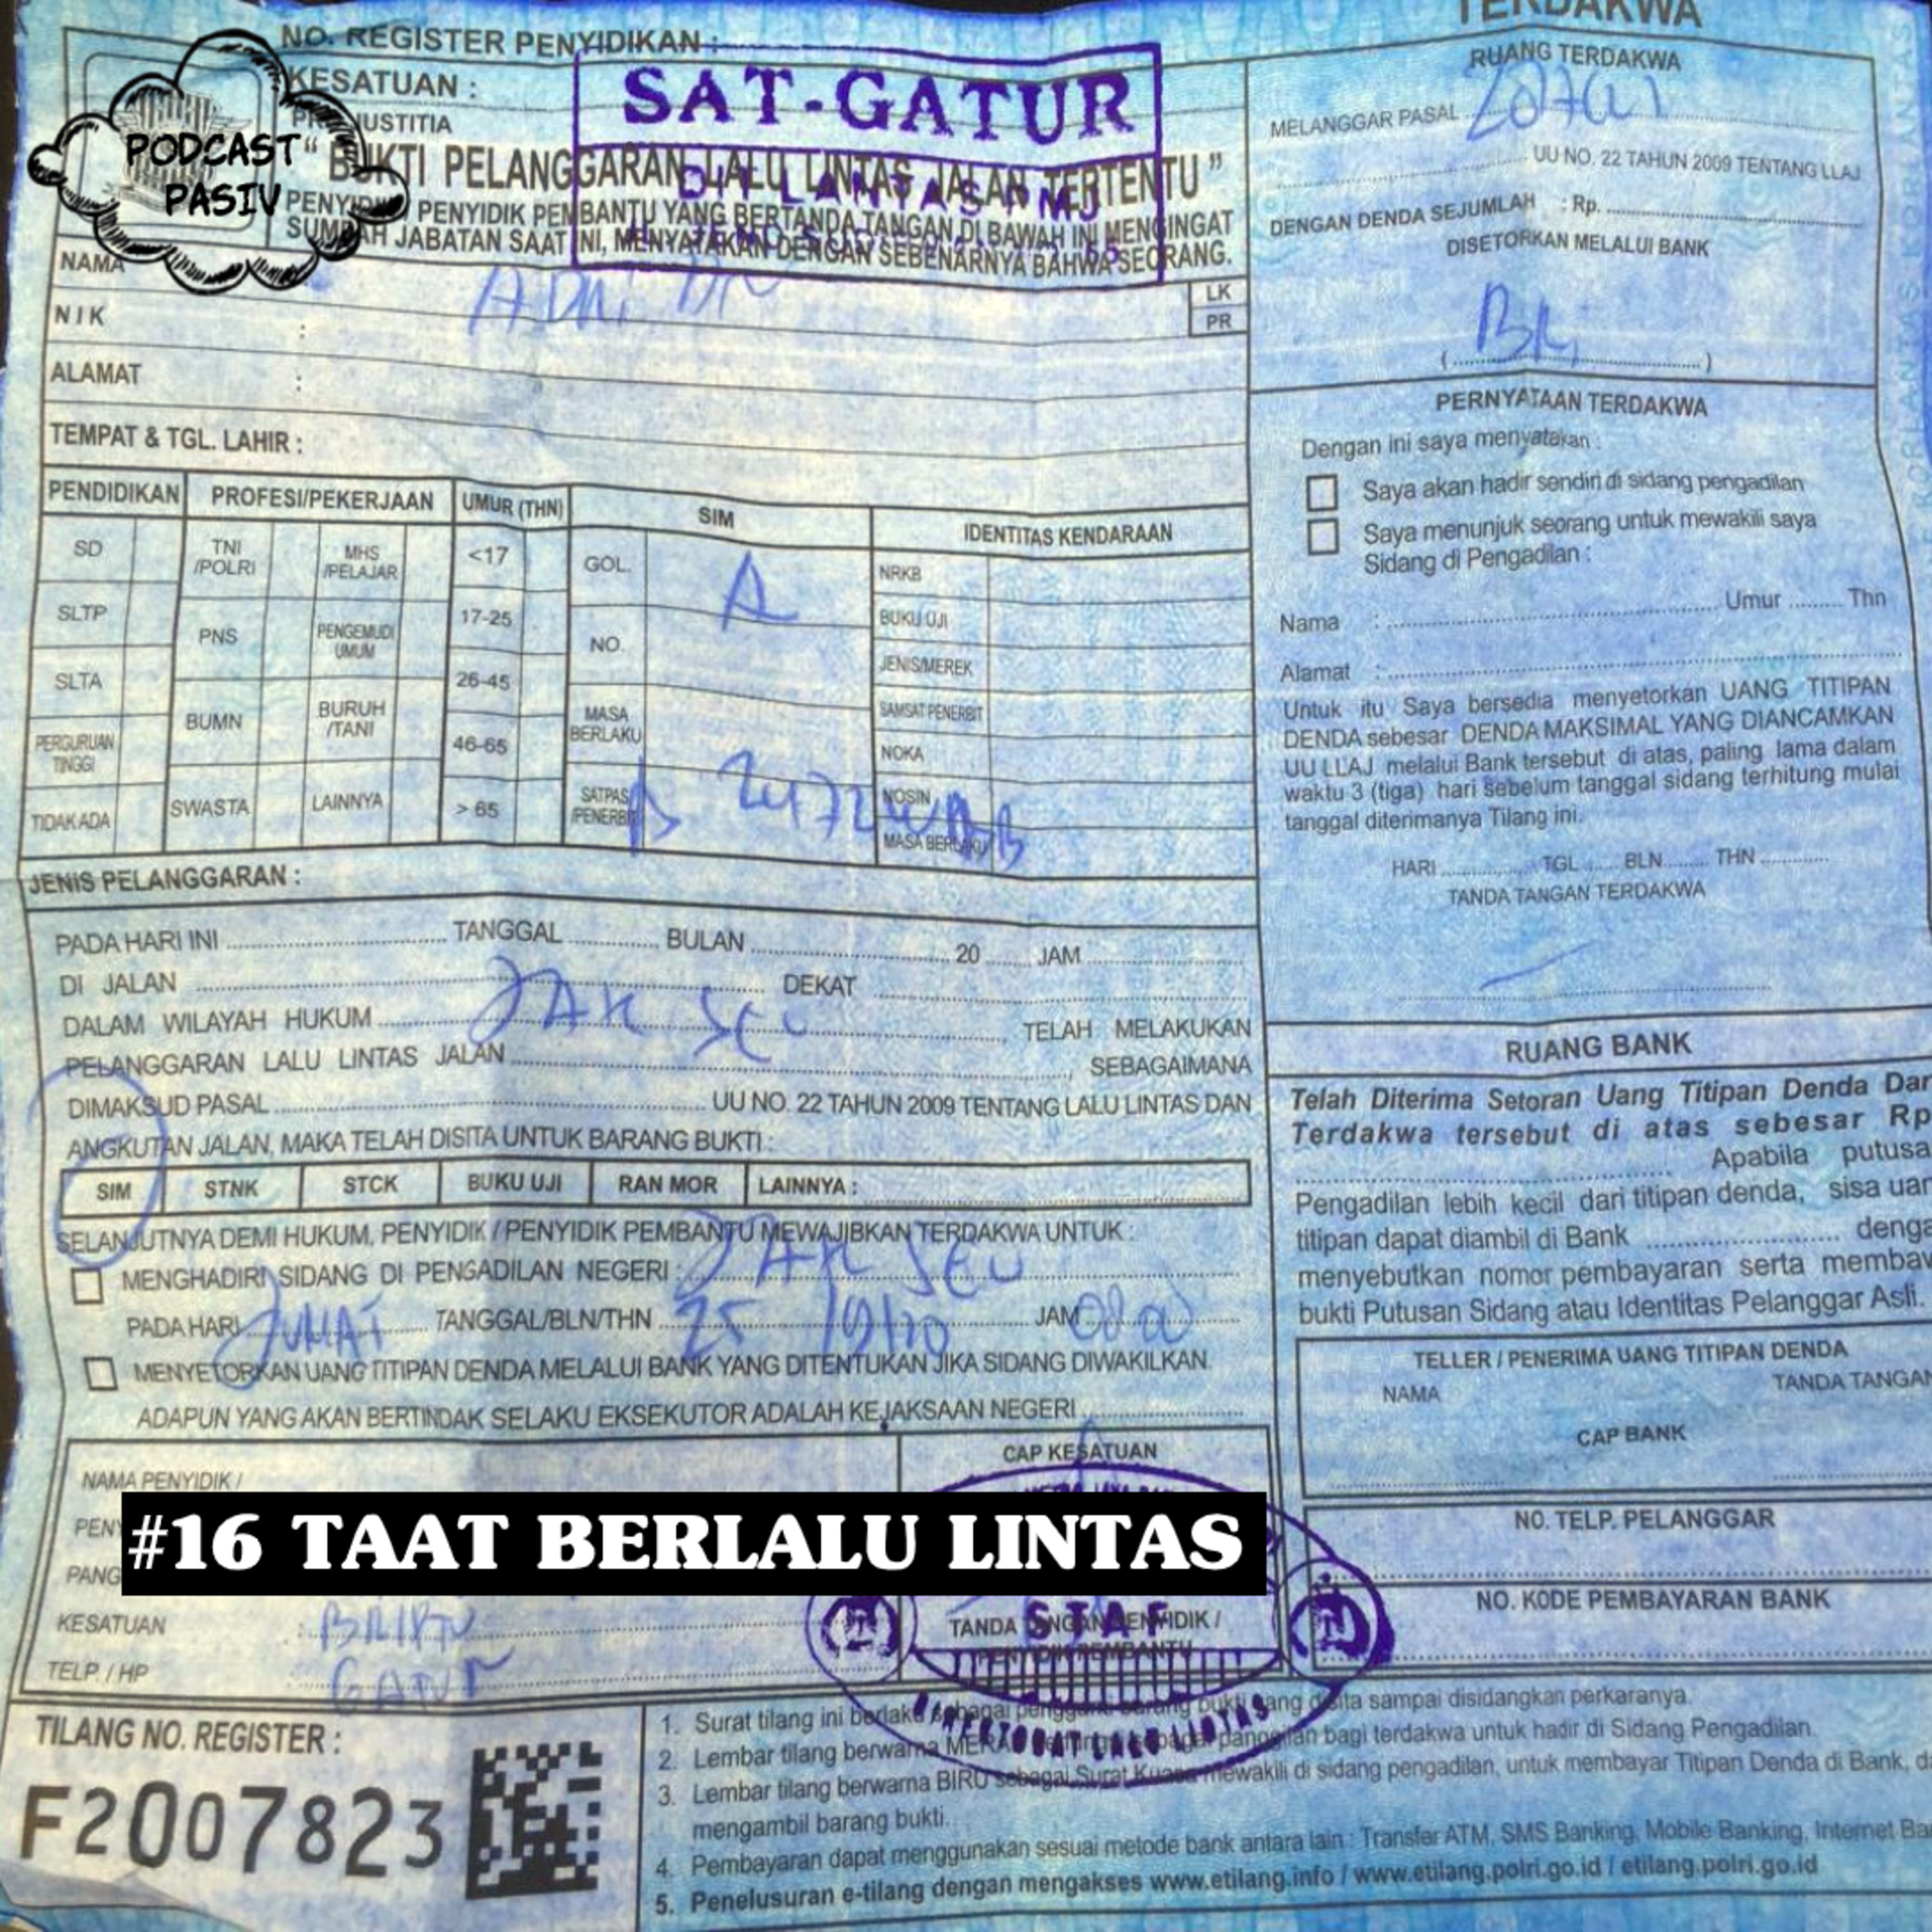 TERDAKWA
NO. REGISTER PENYIDIKAN :
KESATUAN :
SAT-GATUR
PODCAST
PASIV
JUSTITIA
" BUKTI PELANGGARAN LALU LINTAS JALAN TERTENTU "
PENYIDIK PENYIDIK PEMBANTU YANG BERTANDA TANGAN DI BAWAH INI MENGINGAT
SUMPAH JABATAN SAAT INI, MENYATAKAN DENGAN SEBENARNYA BAHWA SEORANG.
NAMA
LK
PR
NIK :
ALAMAT :
TEMPAT & TGL. LAHIR :
PENDIDIKAN PROFESI/PEKERJAAN UMUR (THN) SIM IDENTITAS KENDARAAN
SD TNI /POLRI MHS /PELAJAR <17 GOL. A NRKB
SLTP PNS PENGEMUDI UMUM 17-25 NO. BUKU UJI
JENIS/MEREK
SLTA BUMN BURUH /TANI 26-45 MASA BERLAKU SAMSAT PENERBIT
PERGURUAN TINGGI 46-65 NOKA
TIDAK ADA SWASTA LAINNYA > 65 SATPAS /PENERBIT NOSIN
MASA BERLAKU
JENIS PELANGGARAN :
PADA HARI INI TANGGAL BULAN 20 JAM
DI JALAN DEKAT
DALAM WILAYAH HUKUM JAK SEL TELAH MELAKUKAN
PELANGGARAN LALU LINTAS JALAN SEBAGAIMANA
DIMAKSUD PASAL UU NO. 22 TAHUN 2009 TENTANG LALU LINTAS DAN
ANGKUTAN JALAN, MAKA TELAH DISITA UNTUK BARANG BUKTI :
SIM STNK STCK BUKU UJI RAN MOR LAINNYA :
SELANJUTNYA DEMI HUKUM, PENYIDIK / PENYIDIK PEMBANTU MEWAJIBKAN TERDAKWA UNTUK :
MENGHADIRI SIDANG DI PENGADILAN NEGERI : JAK SEL
PADA HARI JUMAT TANGGAL/BLN/THN 25 JAM
MENYETORKAN UANG TITIPAN DENDA MELALUI BANK YANG DITENTUKAN JIKA SIDANG DIWAKILKAN.
ADAPUN YANG AKAN BERTINDAK SELAKU EKSEKUTOR ADALAH KEJAKSAAN NEGERI
NAMA PENYIDIK /
CAP KESATUAN
#16 TAAT BERLALU LINTAS
KESATUAN : BRIPTU
TELP. / HP :
TANDA TANGAN PENYIDIK /
PENYIDIK PEMBANTU
STAF
TILANG NO. REGISTER :
F2007823
RUANG TERDAKWA
MELANGGAR PASAL
UU NO. 22 TAHUN 2009 TENTANG LLAJ
DENGAN DENDA SEJUMLAH : Rp.
DISETORKAN MELALUI BANK
( BRI )
PERNYATAAN TERDAKWA
Dengan ini saya menyatakan :
Saya akan hadir sendiri di sidang pengadilan
Saya menunjuk seorang untuk mewakili saya
Sidang di Pengadilan :
Nama : Umur Thn
Alamat :
Untuk itu Saya bersedia menyetorkan UANG TITIPAN
DENDA sebesar DENDA MAKSIMAL YANG DIANCAMKAN
UU LLAJ melalui Bank tersebut di atas, paling lama dalam
waktu 3 (tiga) hari sebelum tanggal sidang terhitung mulai
tanggal diterimanya Tilang ini.
HARI TGL BLN THN
TANDA TANGAN TERDAKWA
RUANG BANK
Telah Diterima Setoran Uang Titipan Denda Dar
Terdakwa tersebut di atas sebesar Rp
Apabila putusa
Pengadilan lebih kecil dari titipan denda, sisa uan
titipan dapat diambil di Bank denga
menyebutkan nomor pembayaran serta membaw
bukti Putusan Sidang atau Identitas Pelanggar Asli.
TELLER / PENERIMA UANG TITIPAN DENDA
NAMA TANDA TANGAN
CAP BANK
NO. TELP. PELANGGAR
NO. KODE PEMBAYARAN BANK
1. Surat tilang ini berlaku sebagai pengganti barang bukti yang disita sampai disidangkan perkaranya.
2. Lembar tilang berwarna MERAH sebagai panggilan bagi terdakwa untuk hadir di Sidang Pengadilan.
3. Lembar tilang berwarna BIRU sebagai Surat Kuasa mewakili di sidang pengadilan, untuk membayar Titipan Denda di Bank, d
mengambil barang bukti.
4. Pembayaran dapat menggunakan sesuai metode bank antara lain : Transfer ATM, SMS Banking, Mobile Banking, Internet Ba
5. Penelusuran e-tilang dengan mengakses www.etilang.info / www.etilang.polri.go.id / etilang.polri.go.id